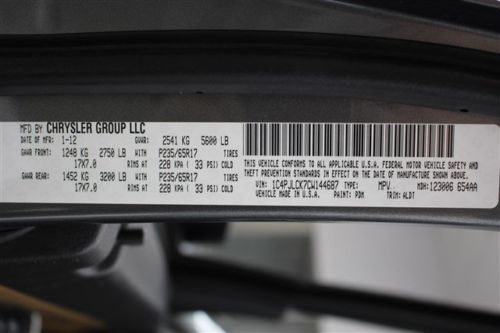 MFD BY CHRYSLER GROUP LLC
DATE OF MFR: 1-12 GVWR: 2541 KG 5600 LB
GAWR FRONT: 1248 KG 2750 LB P235/65R17 TIRES
17X7.0 RIMS AT 228 KPA ( 33 PSI) COLD
GAWR REAR: 1452 KG 3200 LB P235/65R17 TIRES
17X7.0 RIMS AT 228 KPA ( 33 PSI) COLD
THIS VEHICLE CONFORMS TO ALL APPLICABLE U.S.A. FEDERAL MOTOR VEHICLE SAFETY
THEFT PREVENTION STANDARDS IN EFFECT ON THE DATE OF MANUFACTURE SHOWN ABOVE.
VIN: 1C4PJLCK7CW144687 TYPE: MPV MDH: 123006 654AA
VEHICLE MADE IN U.S.A. PAINT: PDM TRIM: ALDT